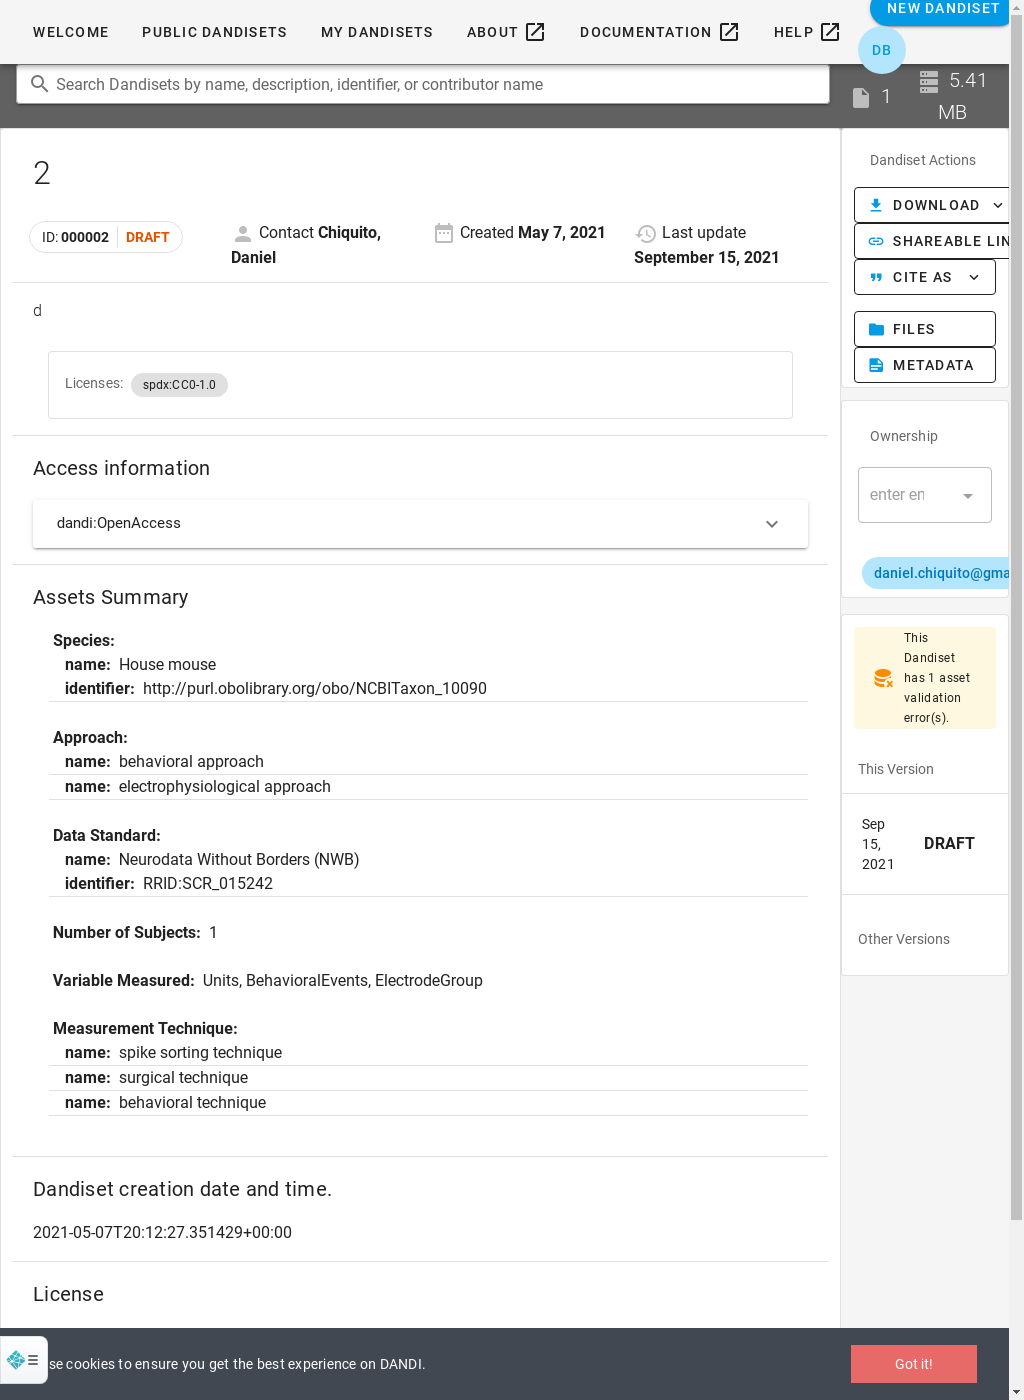 WELCOME PUBLIC DANDISETS MY DANDISETS ABOUT DOCUMENTATION HELP NEW DANDISET
DB
Search Dandisets by name, description, identifier, or contributor name
1
5.41
MB
2
ID: 000002 DRAFT
Contact Chiquito,
Daniel
Created May 7, 2021
Last update
September 15, 2021
d
Licenses: spdx:CC0-1.0
Access information
dandi:OpenAccess
Assets Summary
Species:
name: House mouse
identifier: http://purl.obolibrary.org/obo/NCBITaxon_10090
Approach:
name: behavioral approach
name: electrophysiological approach
Data Standard:
name: Neurodata Without Borders (NWB)
identifier: RRID:SCR_015242
Number of Subjects: 1
Variable Measured: Units, BehavioralEvents, ElectrodeGroup
Measurement Technique:
name: spike sorting technique
name: surgical technique
name: behavioral technique
Dandiset creation date and time.
2021-05-07T20:12:27.351429+00:00
License
Dandiset Actions
DOWNLOAD
SHAREABLE LIN
CITE AS
FILES
METADATA
Ownership
enter en
daniel.chiquito@gma
This
Dandiset
has 1 asset
validation
error(s).
This Version
Sep
15,
2021
DRAFT
Other Versions
se cookies to ensure you get the best experience on DANDI.
Got it!